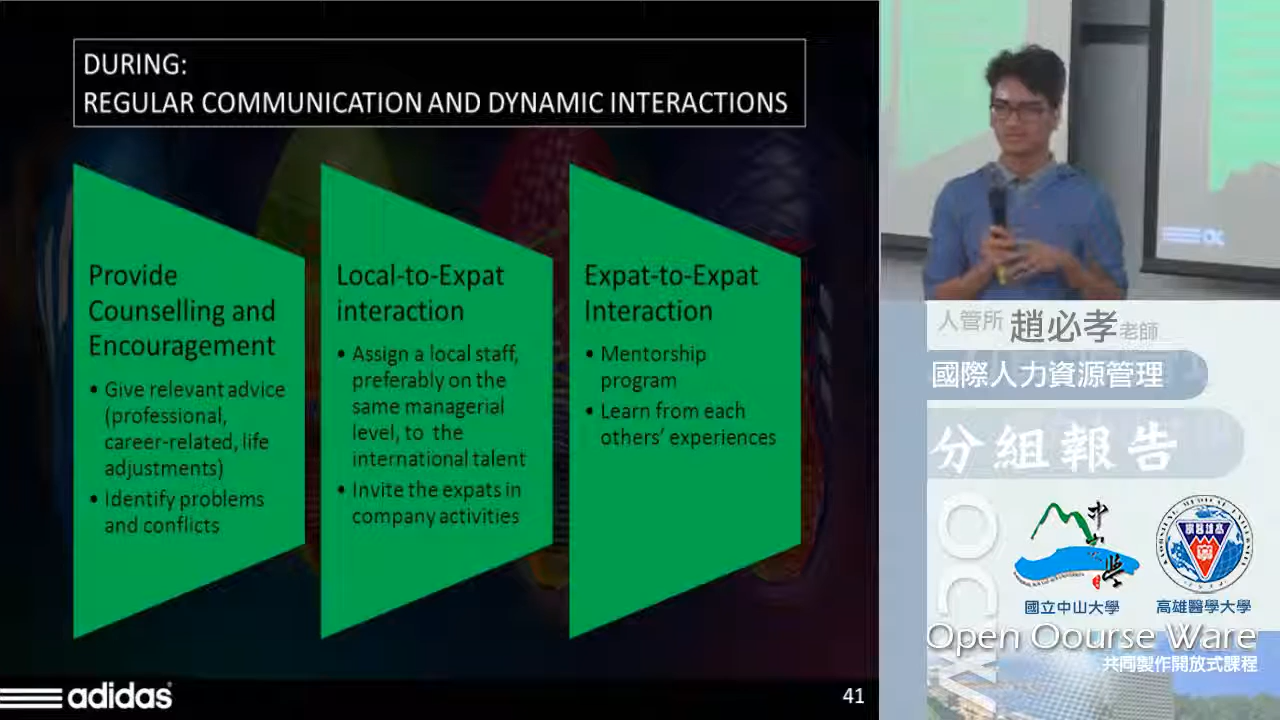 DURING:
REGULAR COMMUNICATION AND DYNAMIC INTERACTIONS
Provide
Counselling and
Encouragement
• Give relevant advice
(professional,
career-related, life
adjustments)
• Identify problems
and conflicts
Local-to-Expat
interaction
• Assign a local staff,
preferably on the
same managerial
level, to the
international talent
• Invite the expats in
company activities
Expat-to-Expat
Interaction
• Mentorship
program
• Learn from each
others’ experiences
adidas
41
人管所 趙必孝老師
國際人力資源管理
分組報告
OCW
中山大學
國立中山大學
高雄醫學大學
Open Oourse Ware
共同製作開放式課程